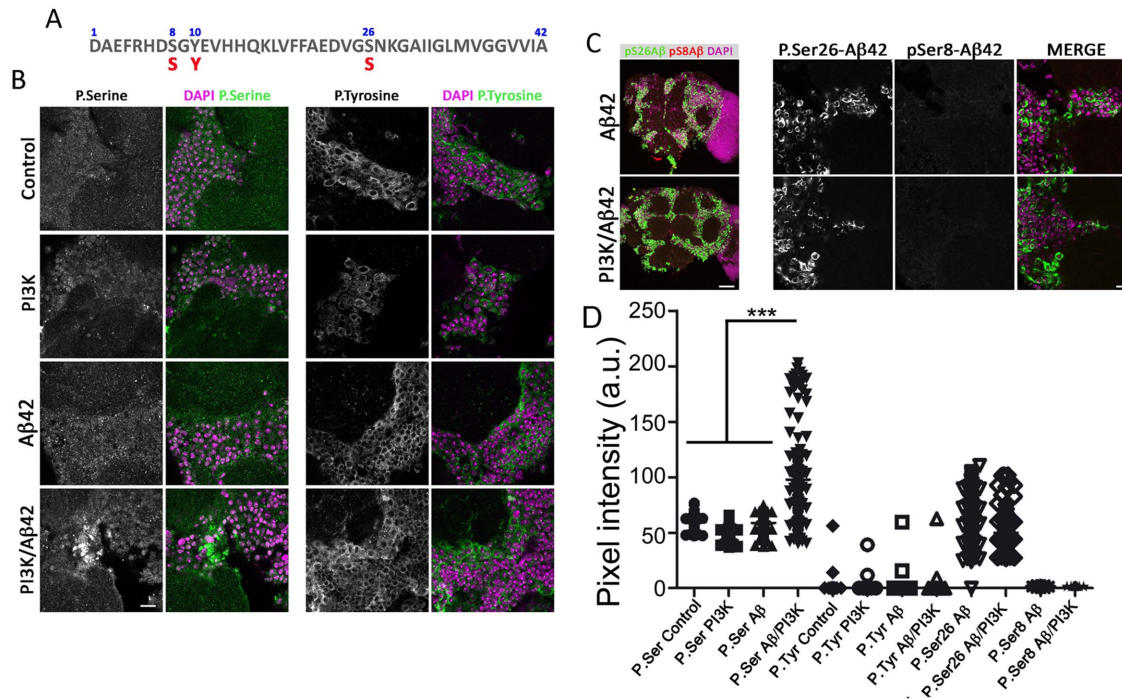 A
1 8 10 26 42
DAEFRHDSGYEVHHQKLVFFAEDVGSNKGAIIGLMVGGVVIA
S Y S
B
P.Serine DAPI P.Serine P.Tyrosine DAPI P.Tyrosine
Control
PI3K
Aβ42
PI3K/Aβ42
C
pS26Aβ pS8Aβ DAPI P.Ser26-Aβ42 pSer8-Aβ42 MERGE
Aβ42
PI3K/Aβ42
D
***
Pixel intensity (a.u.)
250
200
150
100
50
0
P.Ser Control
P.Ser PI3K
P.Ser Aβ
P.Ser Aβ/PI3K
P.Tyr Control
P.Tyr PI3K
P.Tyr Aβ
P.Tyr Aβ/PI3K
P.Ser26 Aβ
P.Ser26 Aβ/PI3K
P.Ser8 Aβ
P.Ser8 Aβ/PI3K